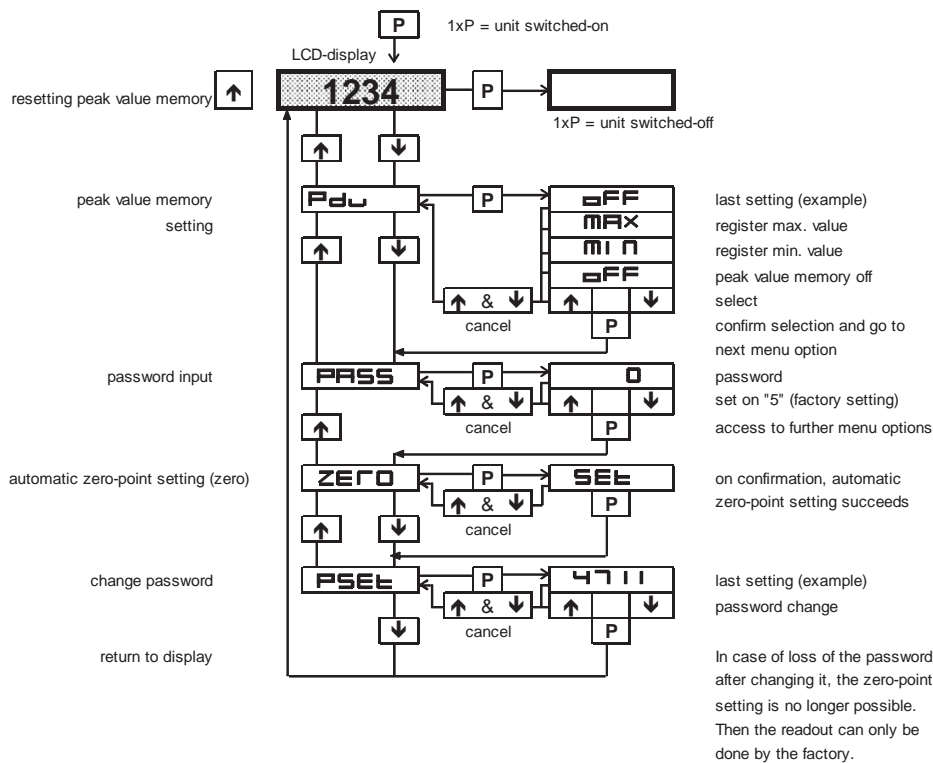 P 1xP = unit switched-on
LCD-display
resetting peak value memory ↑ 1234 P
1xP = unit switched-off
↑ ↓
peak value memory Pdv P oFF last setting (example)
setting MAX register max. value
↑ ↓ MIN register min. value
oFF peak value memory off
↑ & ↓ ↑ ↓ select
cancel P confirm selection and go to
next menu option
password input PASS P 0 password
↑ & ↓ ↑ ↓ set on "5" (factory setting)
↑ cancel P access to further menu options
automatic zero-point setting (zero) ZErO P SEt on confirmation, automatic
↑ & ↓ P zero-point setting succeeds
↑ ↓ cancel
change password PSEt P 4711 last setting (example)
↑ & ↓ ↑ ↓ password change
↓ cancel P
return to display In case of loss of the password
after changing it, the zero-point
setting is no longer possible.
Then the readout can only be
done by the factory.